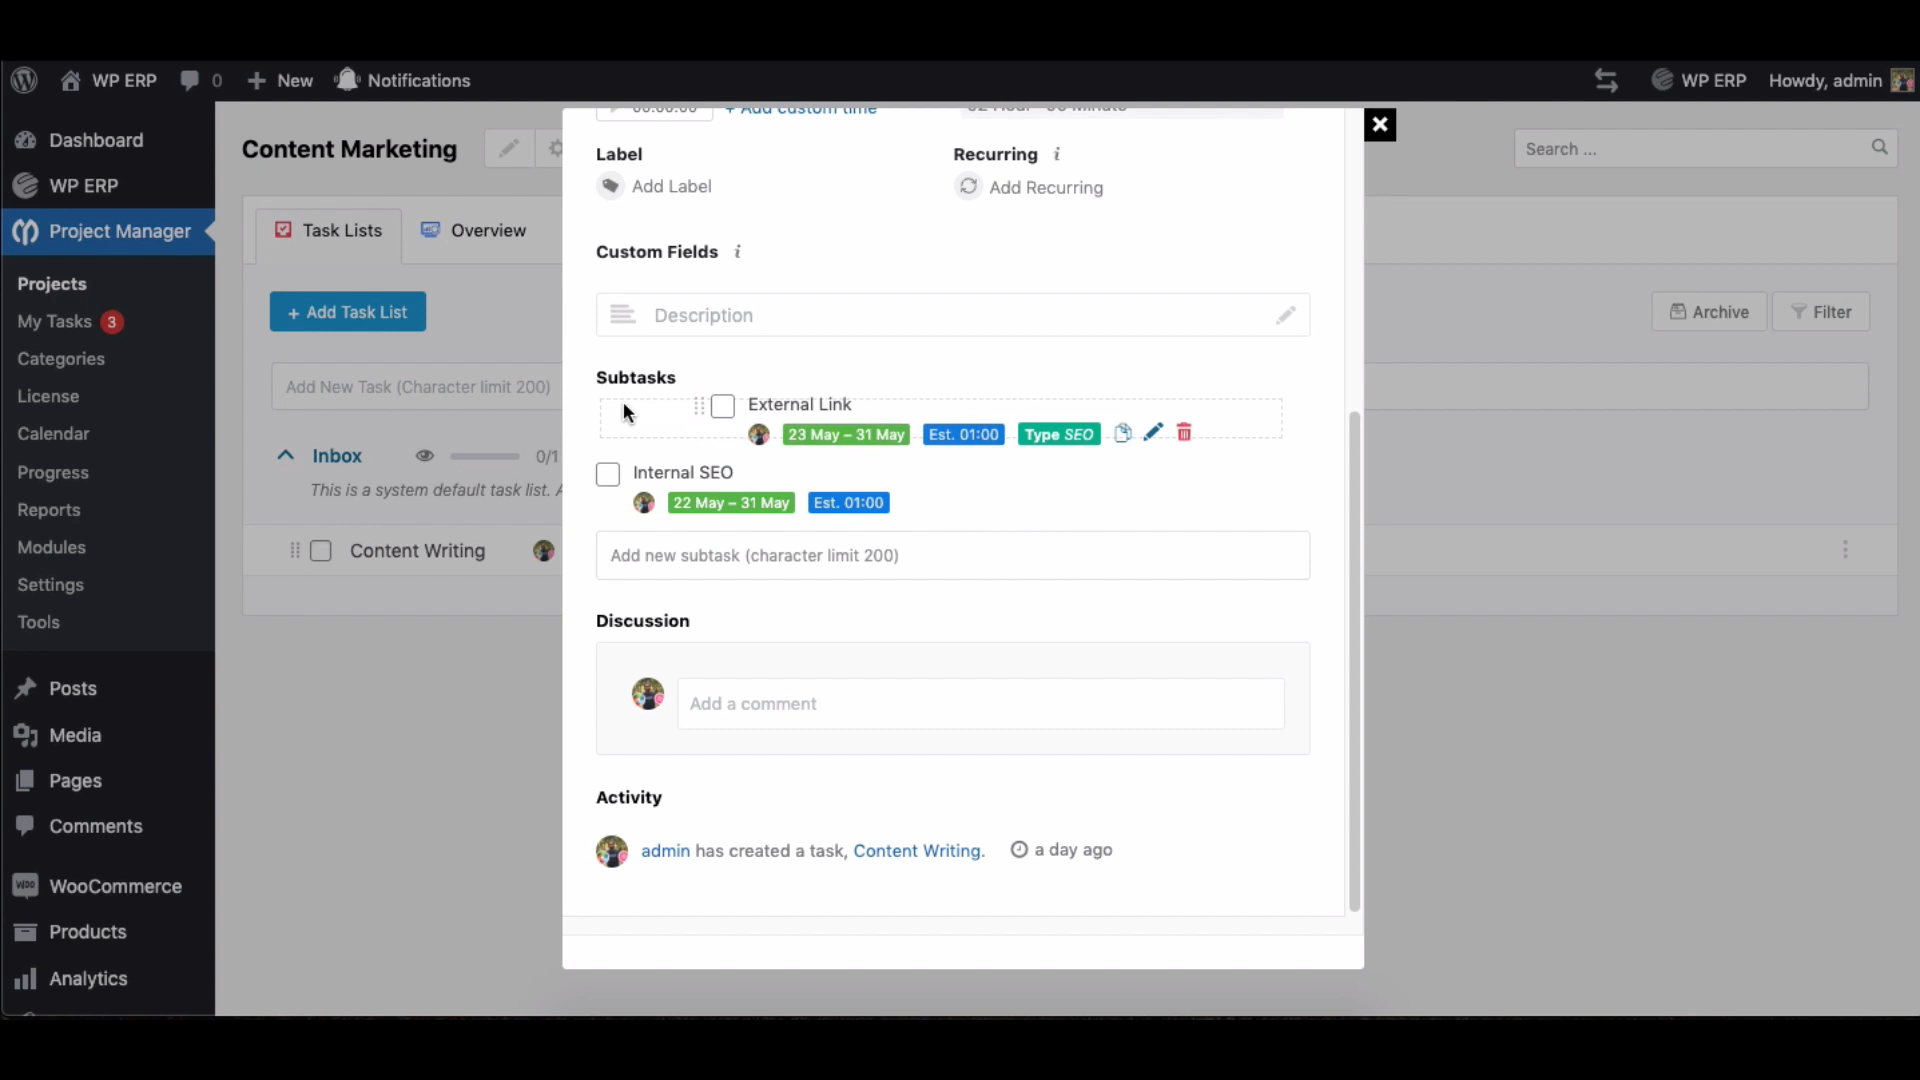 WP ERP
0
New
Notifications
WP ERP
Howdy, admin
Dashboard
WP ERP
Project Manager
Projects
My Tasks 3
Categories
License
Calendar
Progress
Reports
Modules
Settings
Tools
Posts
Media
Pages
Comments
WooCommerce
Products
Analytics
Content Marketing
Search ...
Task Lists
Overview
+ Add Task List
Archive
Filter
Add New Task (Character limit 200)
Inbox
0/1
This is a system default task list.
Content Writing
+ Add custom time
Label
Add Label
Recurring i
Add Recurring
Custom Fields i
Description
Subtasks
External Link
23 May – 31 May
Est. 01:00
Type SEO
Internal SEO
22 May – 31 May
Est. 01:00
Add new subtask (character limit 200)
Discussion
Add a comment
Activity
admin has created a task, Content Writing.
a day ago